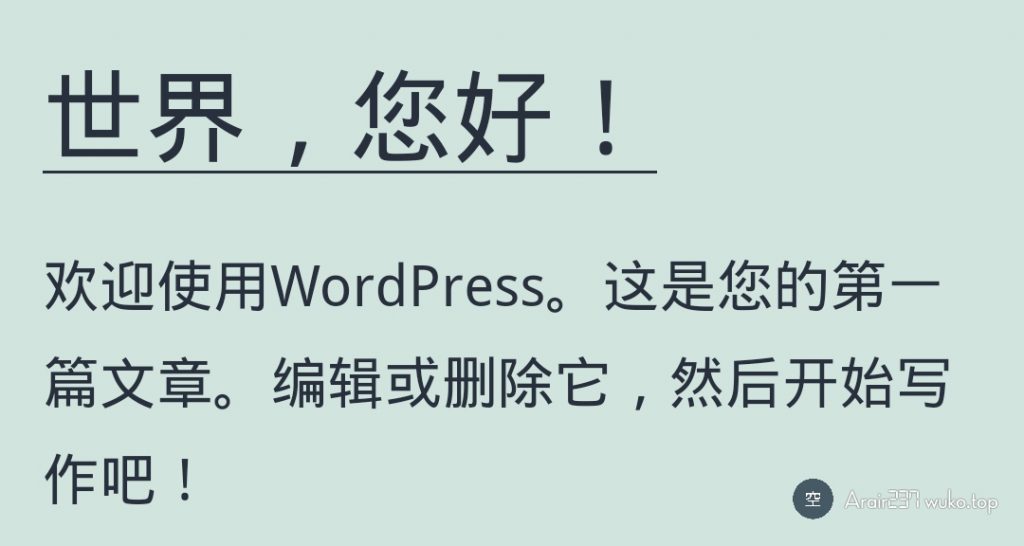 世界，您好！
欢迎使用WordPress。这是您的第一
篇文章。编辑或删除它，然后开始写
作吧！
空 Arair237 wuko.top